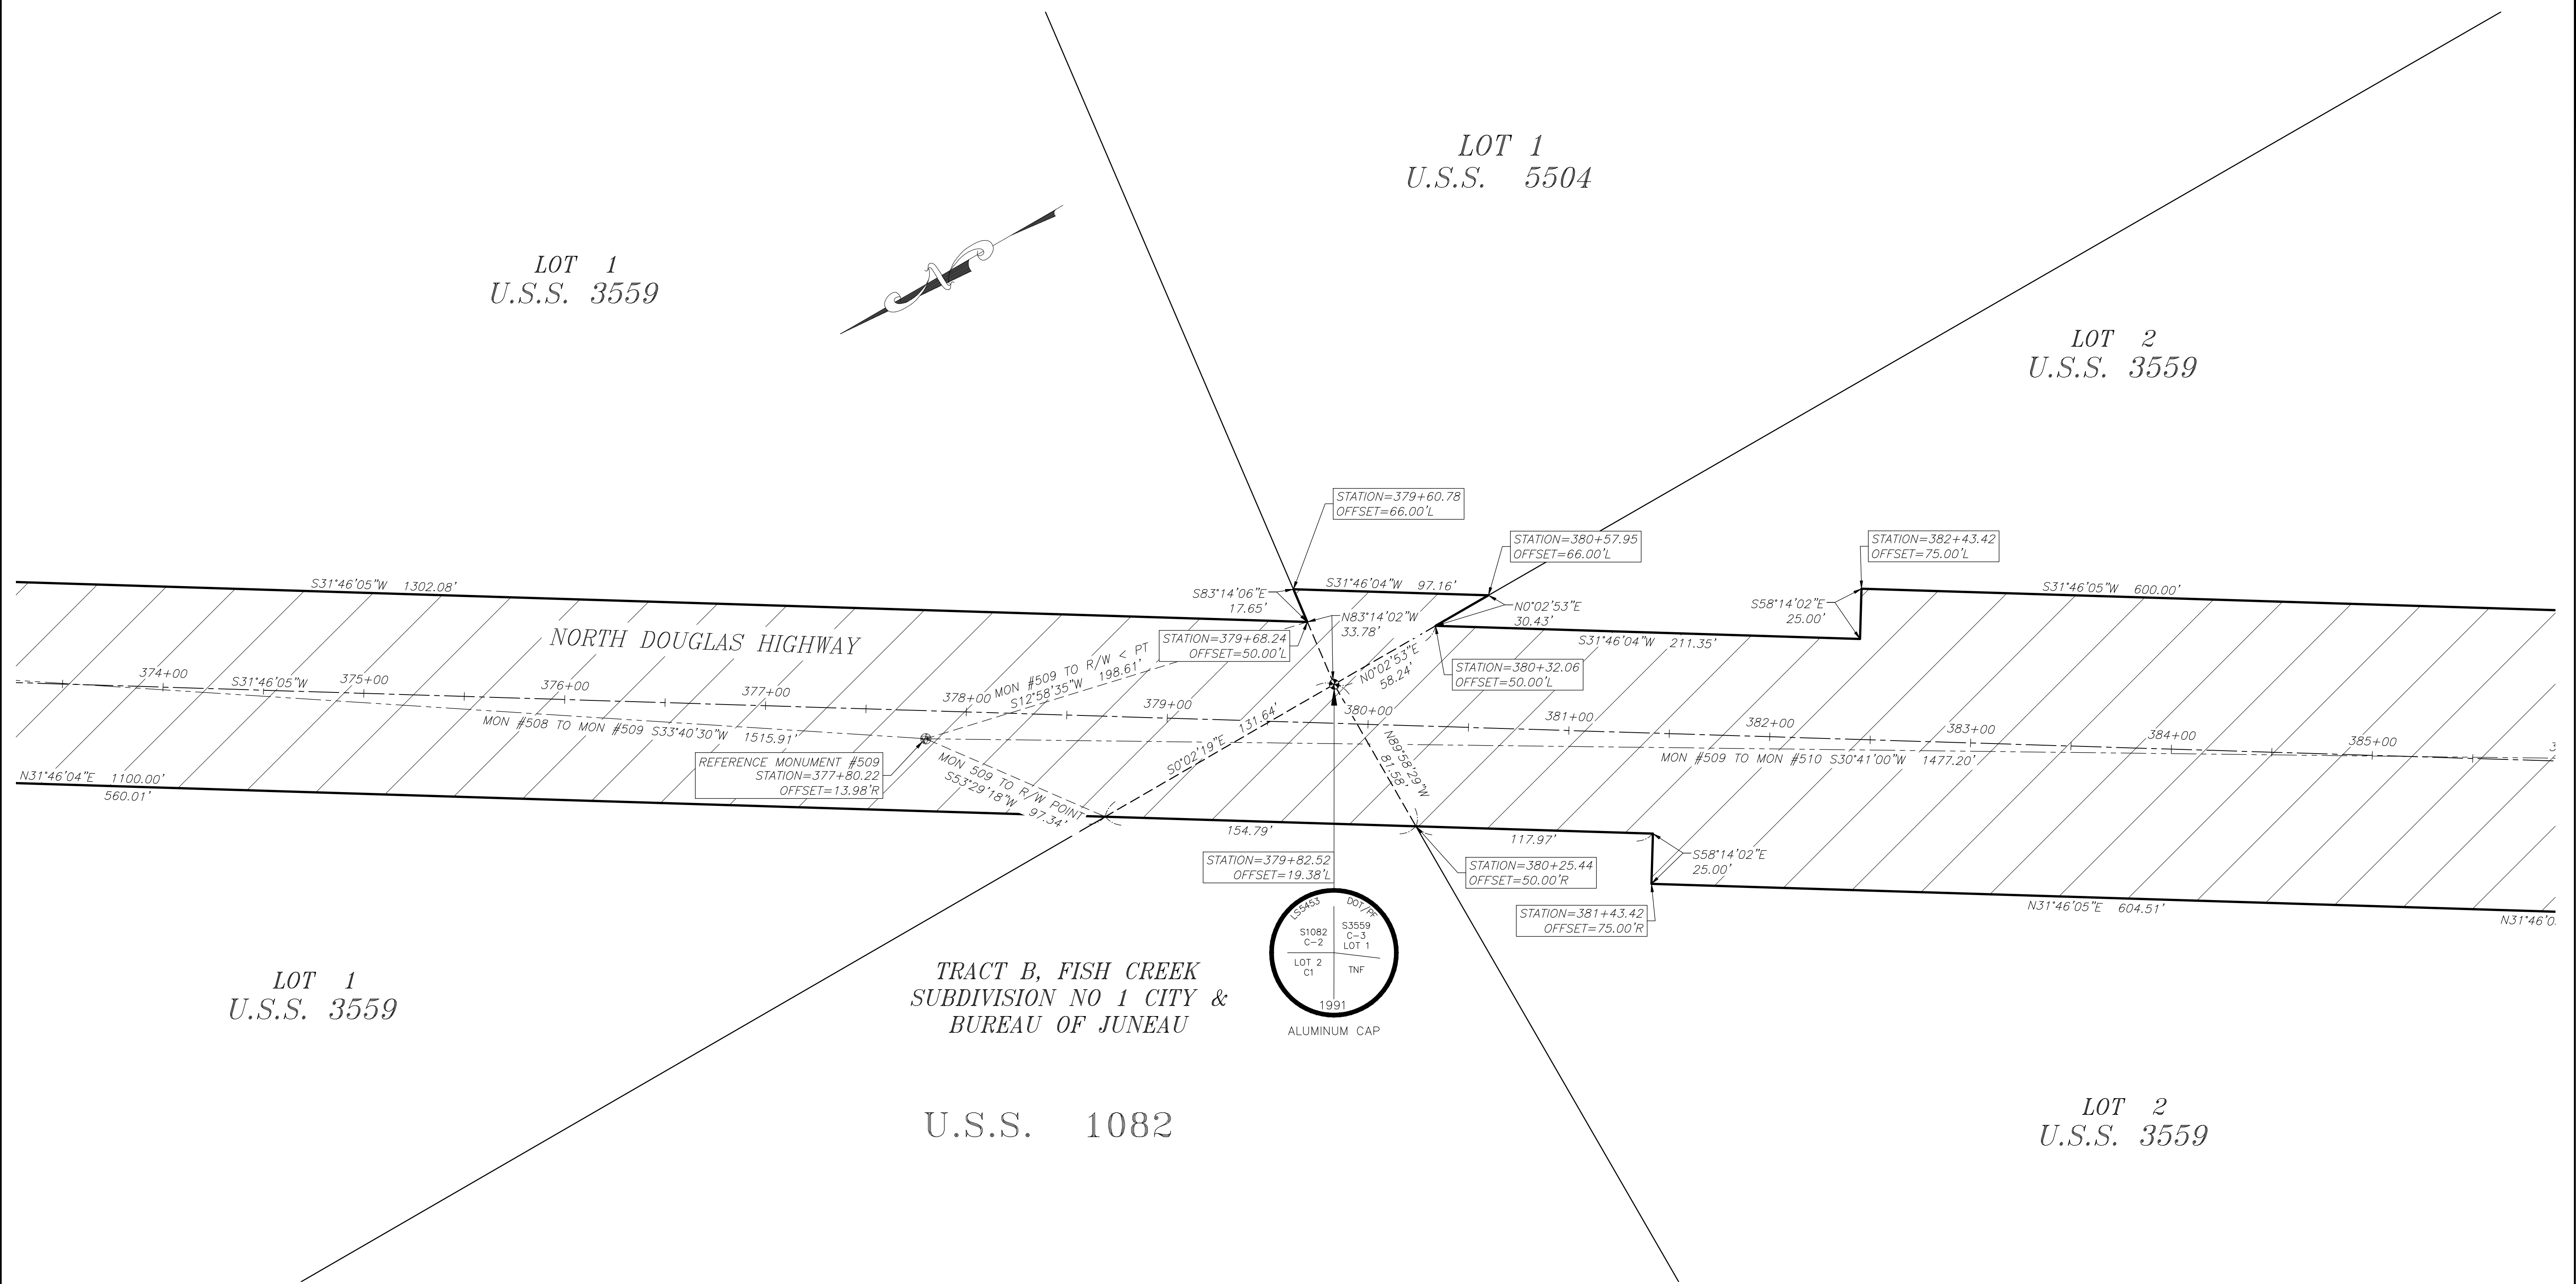 LOT 1
U.S.S. 5504
LOT 1
U.S.S. 3559
N
LOT 2
U.S.S. 3559
STATION=379+60.78
OFFSET=66.00'L
STATION=380+57.95
OFFSET=66.00'L
STATION=382+43.42
OFFSET=75.00'L
S31°46'05"W 1302.08'
S83°14'06"E
17.65'
S31°46'04"W 97.16'
N0°02'53"E
30.43'
S58°14'02"E
25.00'
S31°46'05"W 600.00'
NORTH DOUGLAS HIGHWAY
STATION=379+68.24
OFFSET=50.00'L
N83°14'02"W
33.78'
S31°46'04"W 211.35'
N0°02'53"E
58.24'
STATION=380+32.06
OFFSET=50.00'L
MON #509 TO R/W < PT
S12°58'35"W 198.61'
374+00
S31°46'05"W
375+00
376+00
377+00
378+00
379+00
380+00
381+00
382+00
383+00
384+00
385+00
3
MON #508 TO MON #509 S33°40'30"W 1515.91'
MON #509 TO MON #510 S30°41'00"W 1477.20'
REFERENCE MONUMENT #509
STATION=377+80.22
OFFSET=13.98'R
MON 509 TO R/W POINT
S53°29'18"W 97.34'
S0°02'19"E 131.64'
N89°58'29"W
81.58'
N31°46'04"E 1100.00'
560.01'
154.79'
117.97'
S58°14'02"E
25.00'
STATION=379+82.52
OFFSET=19.38'L
STATION=380+25.44
OFFSET=50.00'R
STATION=381+43.42
OFFSET=75.00'R
N31°46'05"E 604.51'
N31°46'0
LS5453
DOT/PF
S1082
C-2
S3559
C-3
LOT 1
LOT 2
C1
TNF
1991
ALUMINUM CAP
LOT 1
U.S.S. 3559
TRACT B, FISH CREEK
SUBDIVISION NO 1 CITY &
BUREAU OF JUNEAU
U.S.S. 1082
LOT 2
U.S.S. 3559